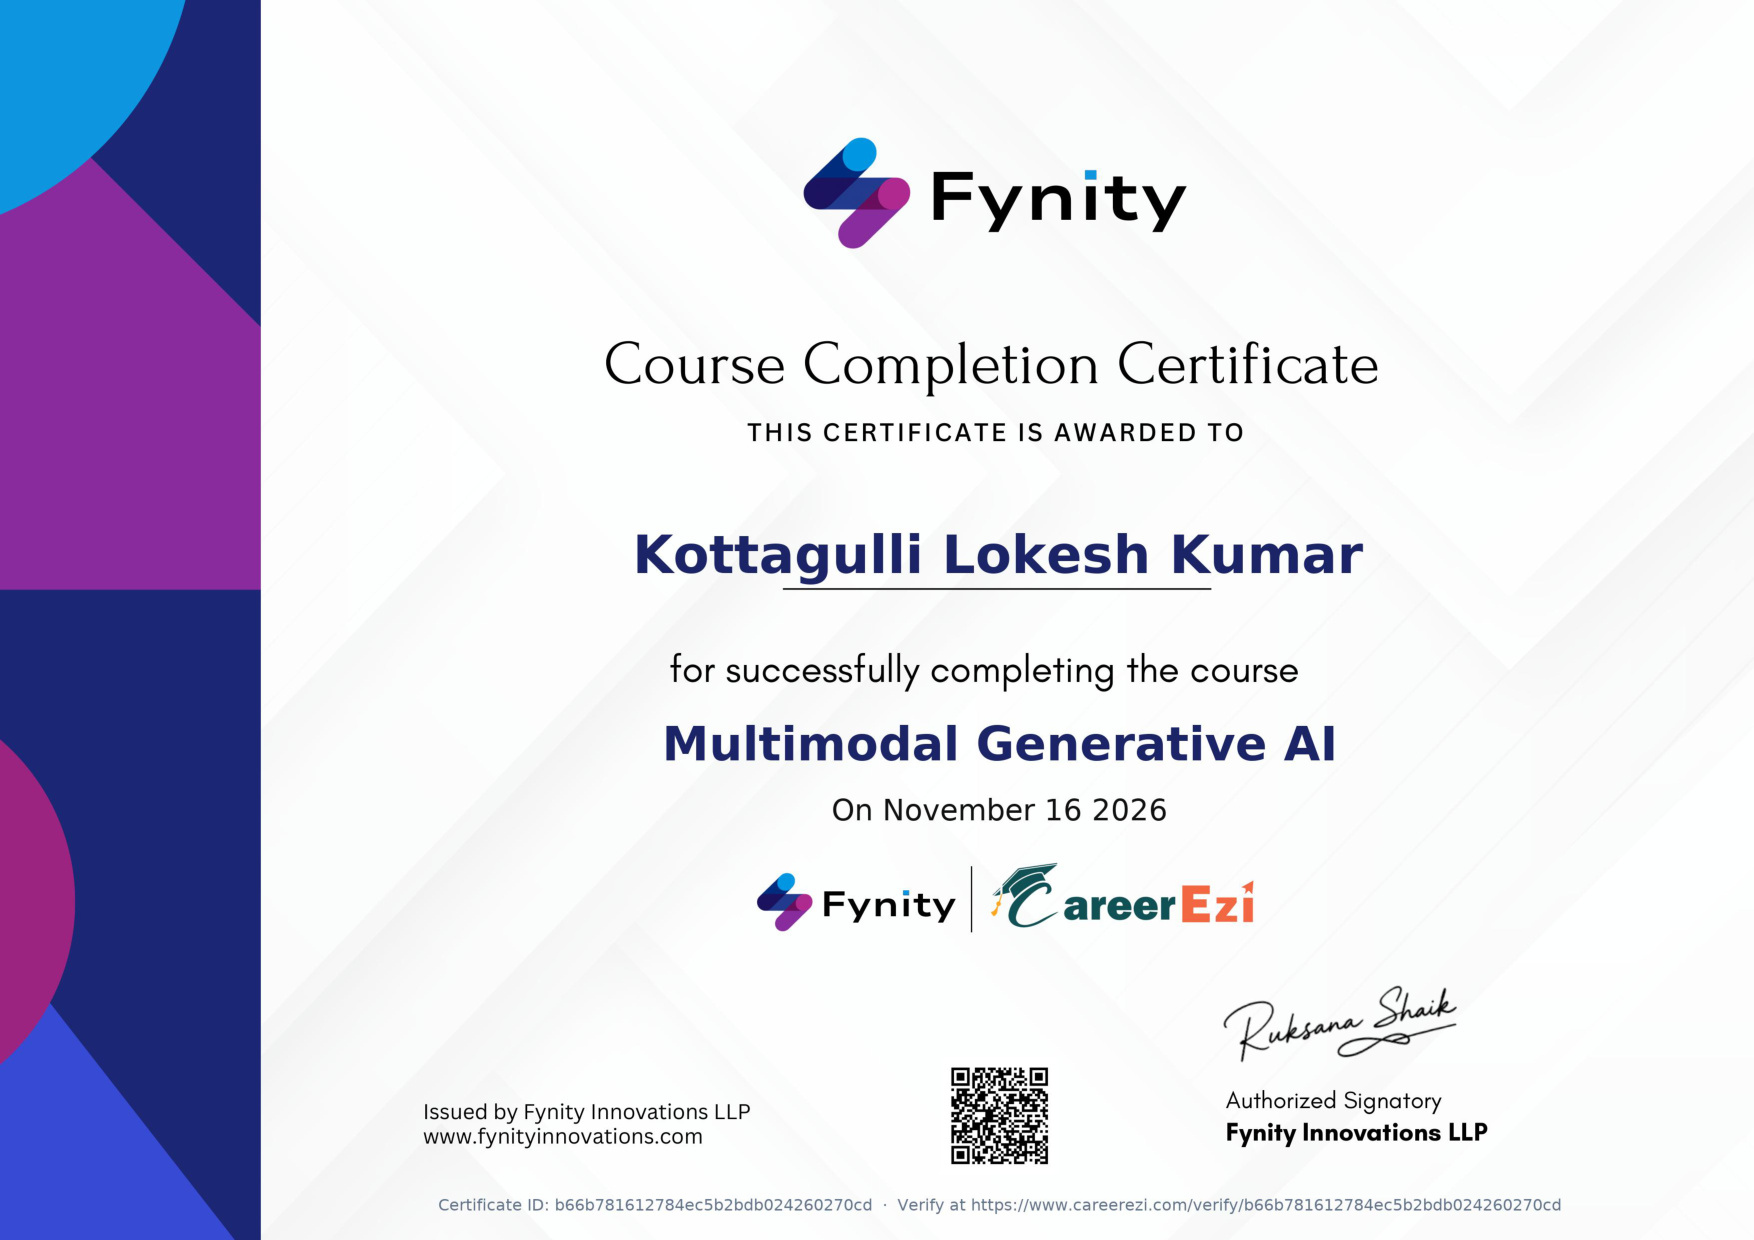 Fynity
Course Completion Certificate
THIS CERTIFICATE IS AWARDED TO
Kottagulli Lokesh Kumar
for successfully completing the course
Multimodal Generative AI
On November 16 2026
Fynity | CareerEzi
Ruksana Shaik
Issued by Fynity Innovations LLP
www.fynityinnovations.com
Authorized Signatory
Fynity Innovations LLP
Certificate ID: b66b781612784ec5b2bdb024260270cd · Verify at https://www.careerezi.com/verify/b66b781612784ec5b2bdb024260270cd